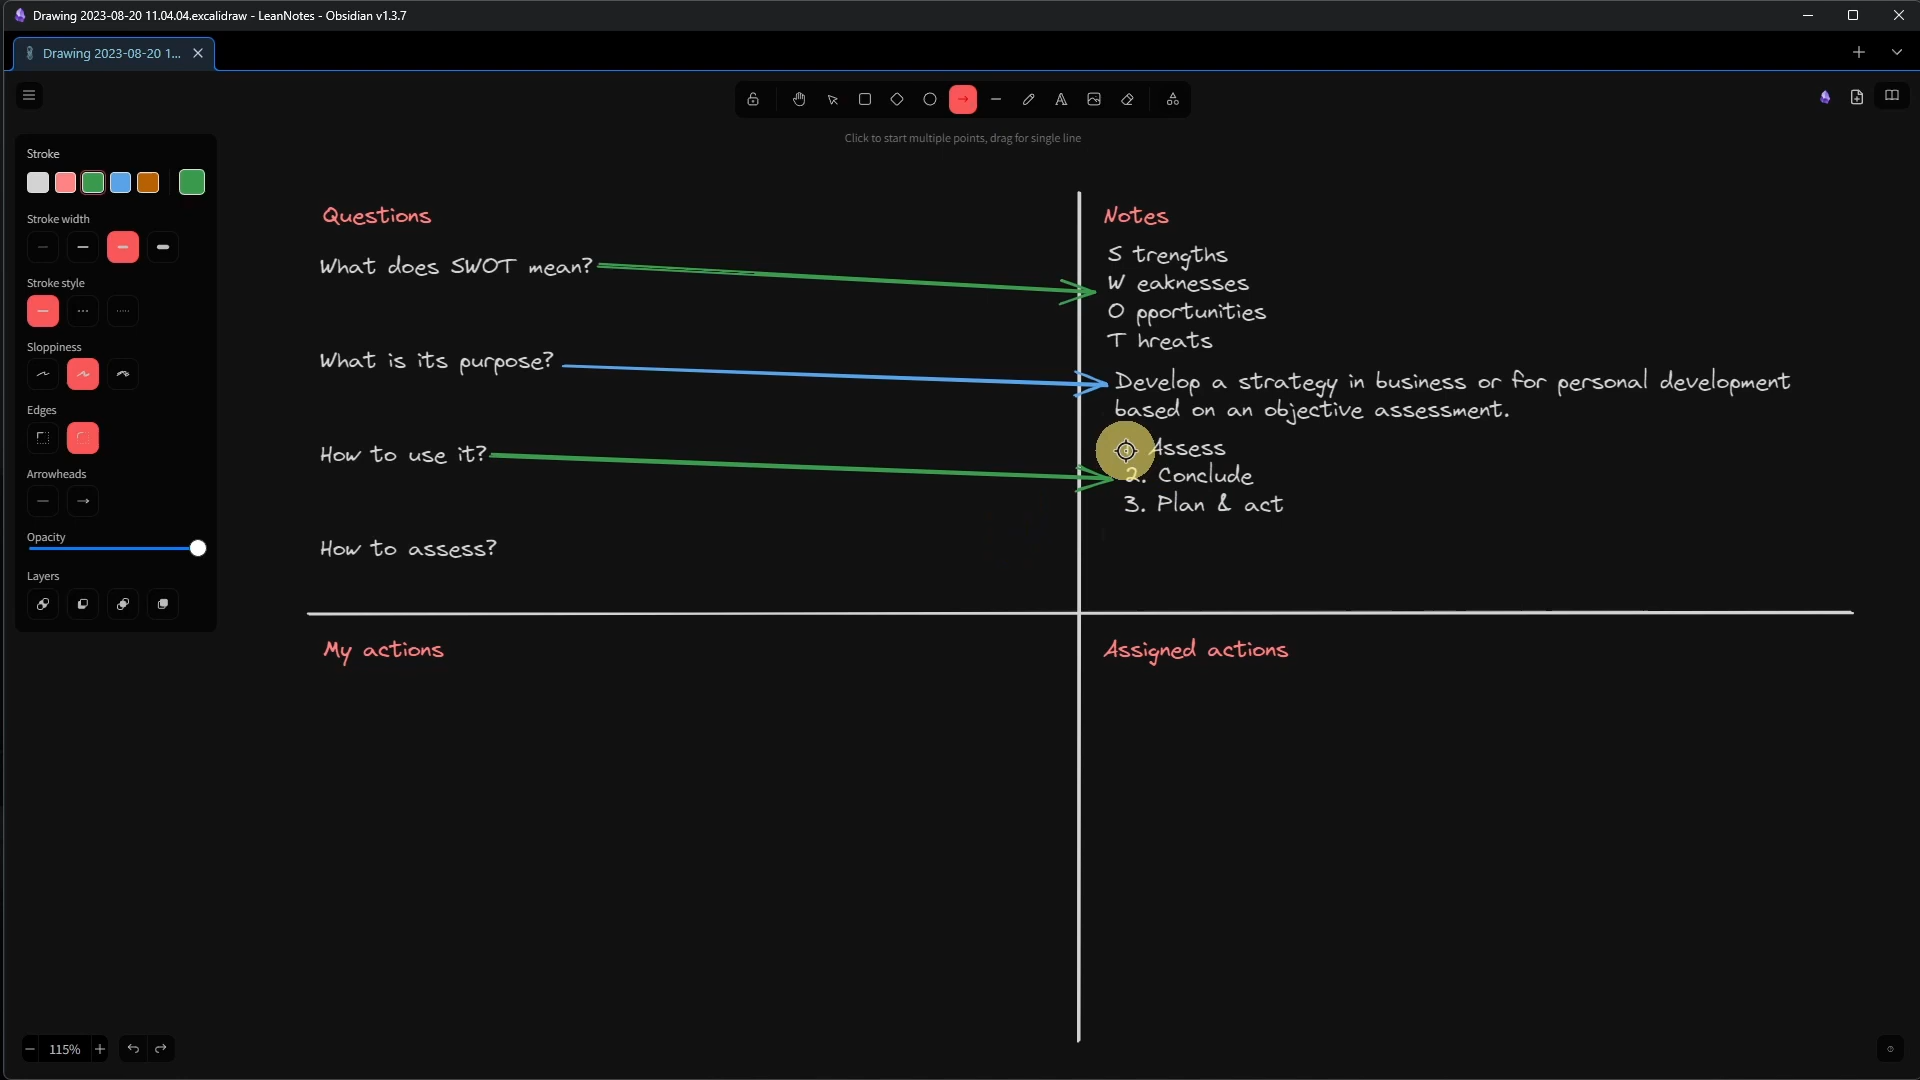 Drawing 2023-08-20 11.04.04.excalidraw - LeanNotes - Obsidian v1.3.7
Drawing 2023-08-20 1...
Click to start multiple points, drag for single line
Stroke
Stroke width
Stroke style
Sloppiness
Edges
Arrowheads
Opacity
Layers
Questions
What does SWOT mean?
What is its purpose?
How to use it?
How to assess?
Notes
S trengths
W eaknesses
O pportunities
T hreats
Develop a strategy in business or for personal development
based on an objective assessment.
Assess
2. Conclude
3. Plan & act
My actions
Assigned actions
115%